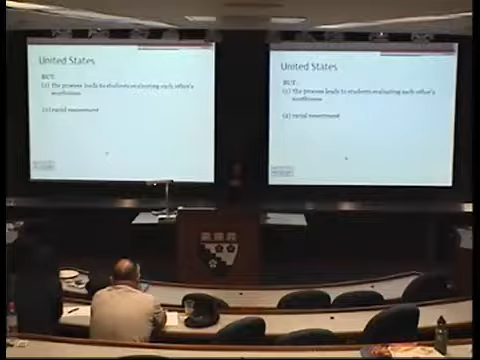 United States
BUT:
(1) the process leads to students evaluating each other's
worthiness
(2) racial resentment
United States
BUT:
(1) the process leads to students evaluating each other's
worthiness
(2) racial resentment